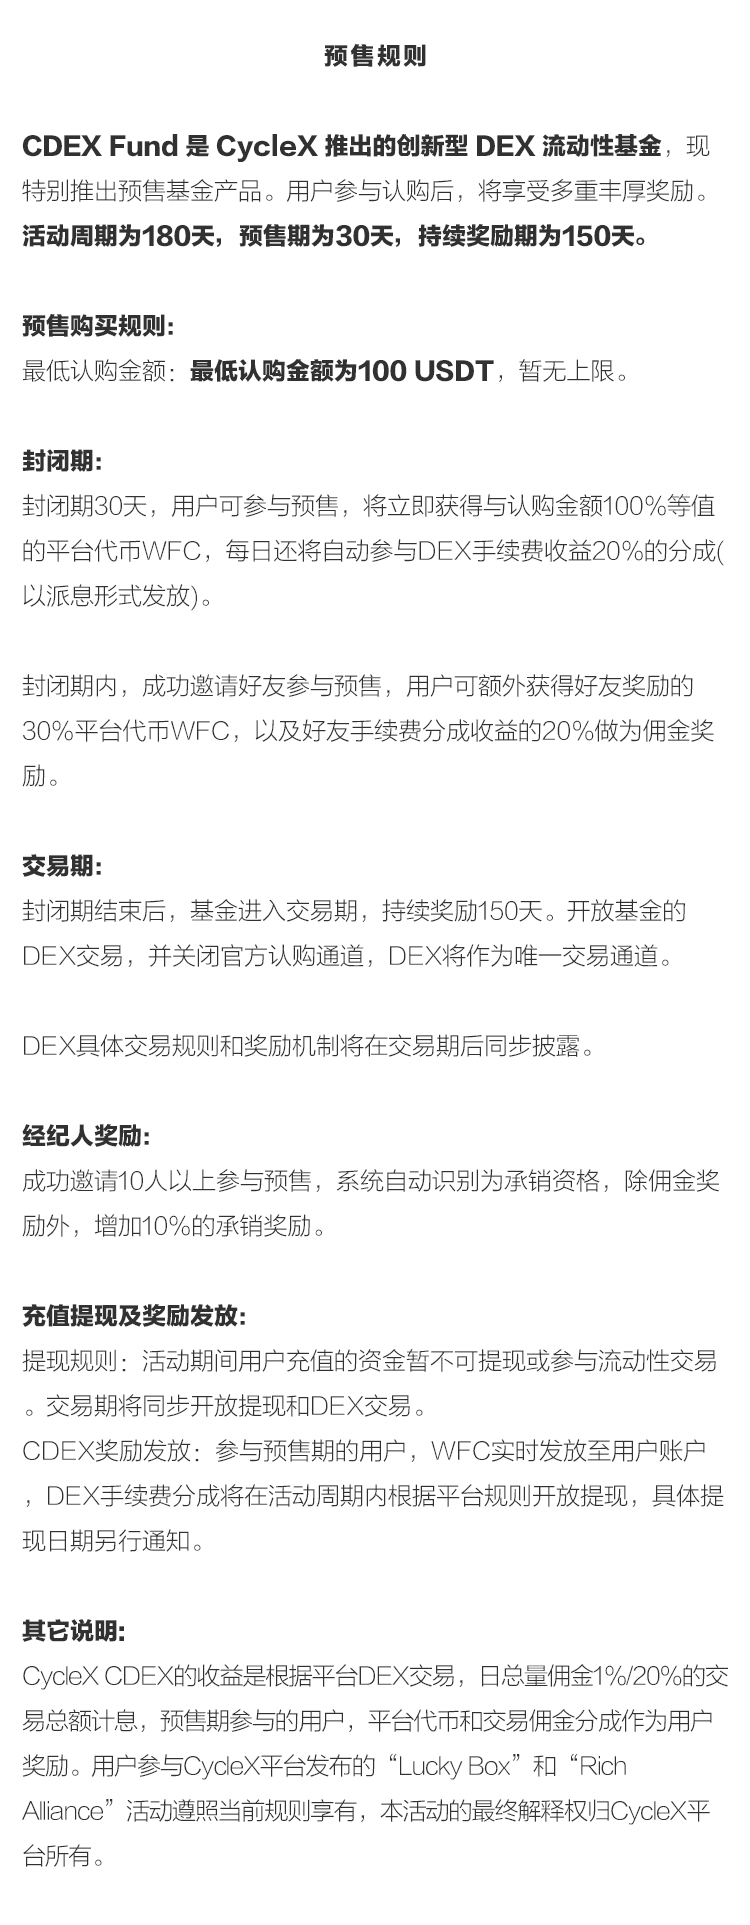 预售规则
CDEX Fund 是 CycleX 推出的创新型 DEX 流动性基金，现
特别推出预售基金产品。用户参与认购后，将享受多重丰厚奖励。
活动周期为180天，预售期为30天，持续奖励期为150天。
预售购买规则：
最低认购金额：最低认购金额为100 USDT，暂无上限。
封闭期：
封闭期30天，用户可参与预售，将立即获得与认购金额100%等值
的平台代币WFC，每日还将自动参与DEX手续费收益20%的分成(
以派息形式发放)。
封闭期内，成功邀请好友参与预售，用户可额外获得好友奖励的
30%平台代币WFC，以及好友手续费分成收益的20%做为佣金奖
励。
交易期：
封闭期结束后，基金进入交易期，持续奖励150天。开放基金的
DEX交易，并关闭官方认购通道，DEX将作为唯一交易通道。
DEX具体交易规则和奖励机制将在交易期后同步披露。
经纪人奖励：
成功邀请10人以上参与预售，系统自动识别为承销资格，除佣金奖
励外，增加10%的承销奖励。
充值提现及奖励发放：
提现规则：活动期间用户充值的资金暂不可提现或参与流动性交易
。交易期将同步开放提现和DEX交易。
CDEX奖励发放：参与预售期的用户，WFC实时发放至用户账户
，DEX手续费分成将在活动周期内根据平台规则开放提现，具体提
现日期另行通知。
其它说明：
CycleX CDEX的收益是根据平台DEX交易，日总量佣金1%/20%的交
易总额计息，预售期参与的用户，平台代币和交易佣金分成作为用户
奖励。用户参与CycleX平台发布的“Lucky Box”和“Rich
Alliance”活动遵照当前规则享有，本活动的最终解释权归CycleX平
台所有。